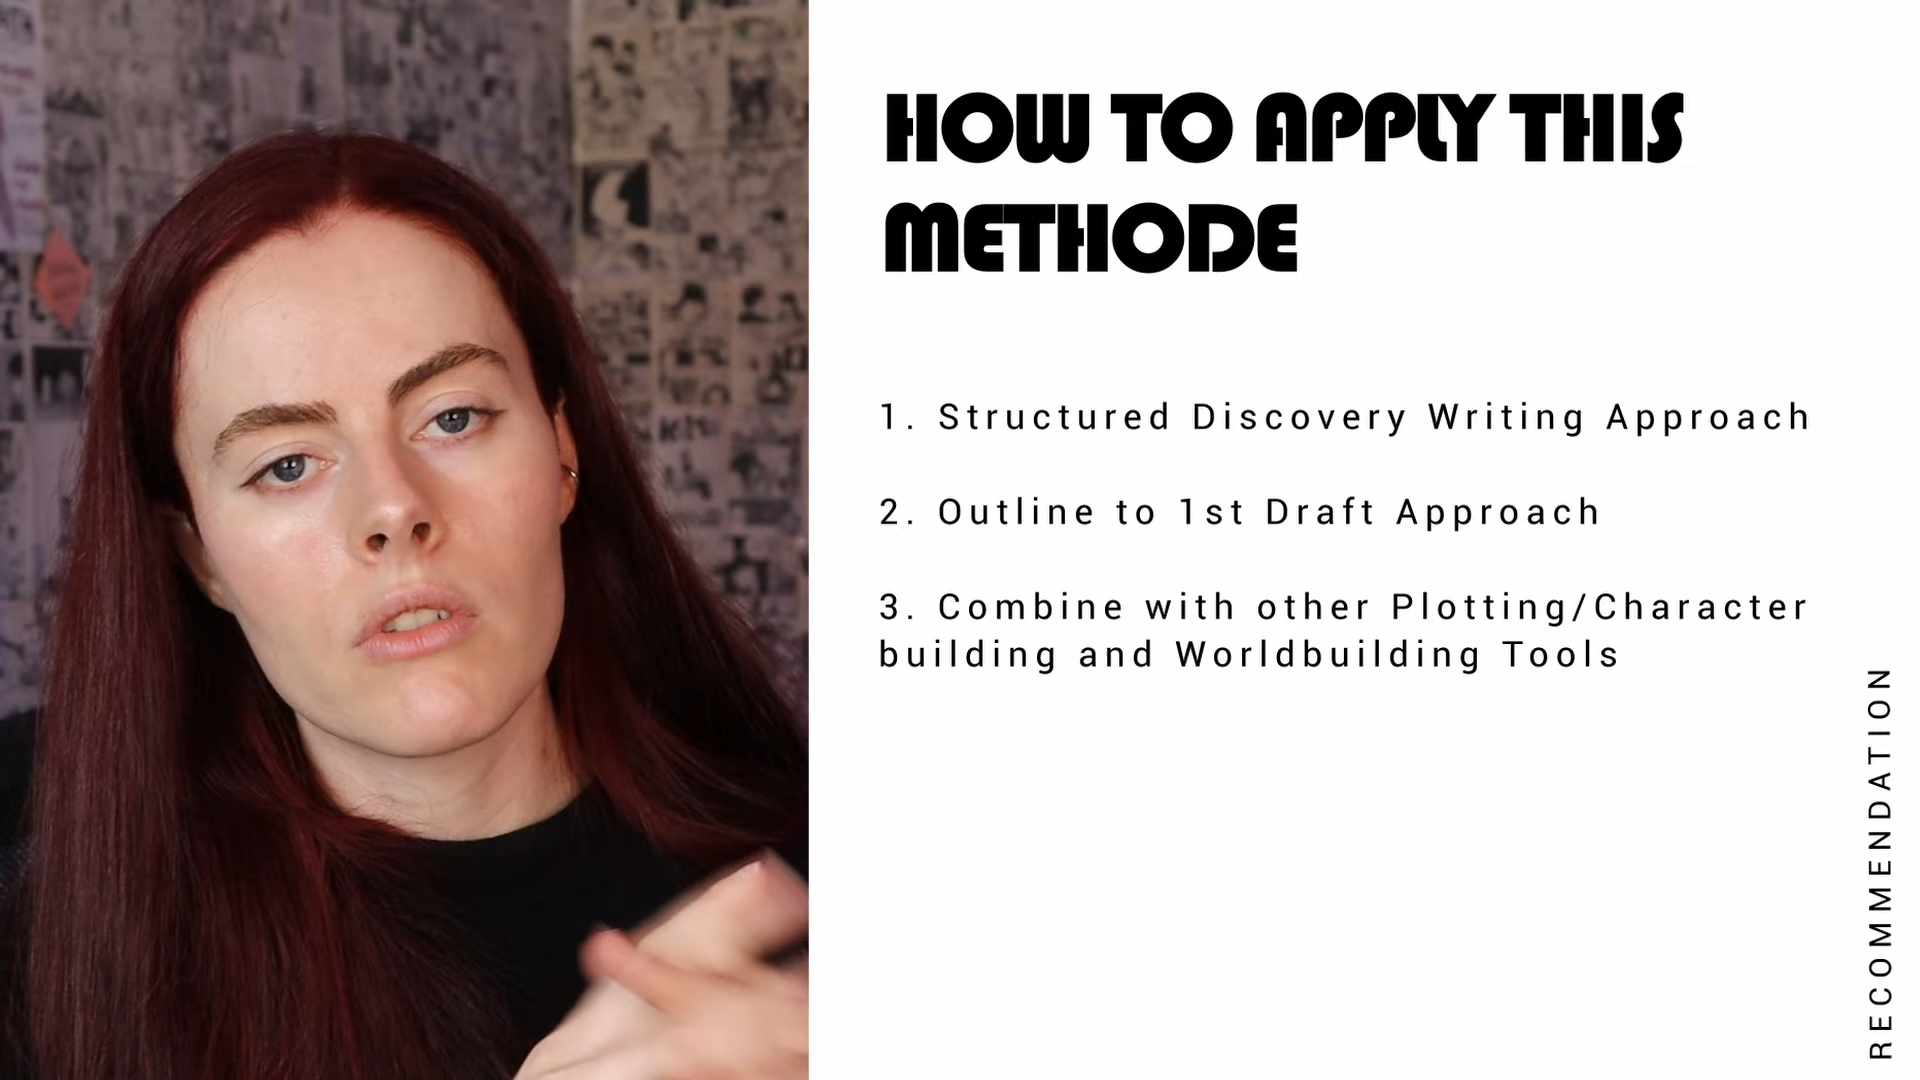 HOW TO APPLY THIS
METHODE
1. Structured Discovery Writing Approach
2. Outline to 1st Draft Approach
3. Combine with other Plotting/Character
building and Worldbuilding Tools
RECOMMENDATION